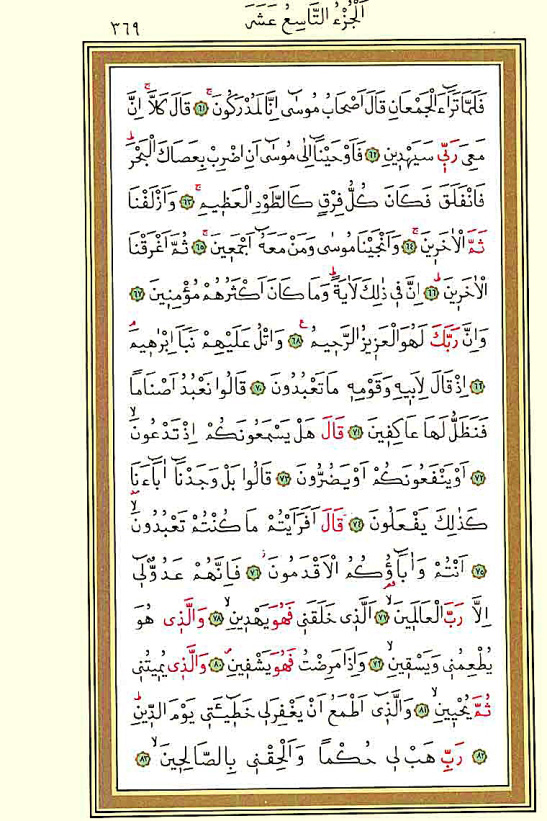 ٣٦٩ اَلْجُزْءُ التَّاسِعُ عَشَرَ
فَلَمَّا تَرَٓاءَ الْجَمْعَانِ قَالَ اَصْحَابُ مُوسٰٓى اِنَّا لَمُدْرَكُونَۚ ﴿٦١﴾ قَالَ كَلَّاۚ اِنَّ
مَعِيَ رَبّ۪ي سَيَهْد۪ينِ ﴿٦٢﴾ فَاَوْحَيْنَٓا اِلٰى مُوسٰٓى اَنِ اضْرِبْ بِعَصَاكَ الْبَحْرَۜ
فَانْفَلَقَ فَكَانَ كُلُّ فِرْقٍ كَالطَّوْدِ الْعَظ۪يمِۚ ﴿٦٣﴾ وَاَزْلَفْنَا
ثَمَّ الْاٰخَر۪ينَۚ ﴿٦٤﴾ وَاَنْجَيْنَا مُوسٰى وَمَنْ مَعَهُٓ اَجْمَع۪ينَۚ ﴿٦٥﴾ ثُمَّ اَغْرَقْنَا
الْاٰخَر۪ينَۜ ﴿٦٦﴾ اِنَّ ف۪ي ذٰلِكَ لَاٰيَةًۜ وَمَا كَانَ اَكْثَرُهُمْ مُؤْمِن۪ينَ ﴿٦٧﴾
وَاِنَّ رَبَّكَ لَهُوَ الْعَز۪يزُ الرَّح۪يمُ۟ ﴿٦٨﴾ وَاتْلُ عَلَيْهِمْ نَبَاَ اِبْرٰه۪يمَۢ
﴿٦٩﴾ اِذْ قَالَ لِاَب۪يهِ وَقَوْمِه۪ مَا تَعْبُدُونَ ﴿٧٠﴾ قَالُوا نَعْبُدُ اَصْنَامًا
فَنَظَلُّ لَهَا عَاكِف۪ينَ ﴿٧١﴾ قَالَ هَلْ يَسْمَعُونَكُمْ اِذْ تَدْعُونَۙ
﴿٧٢﴾ اَوْ يَنْفَعُونَكُمْ اَوْ يَضُرُّونَ ﴿٧٣﴾ قَالُوا بَلْ وَجَدْنَٓا اٰبَٓاءَنَا
كَذٰلِكَ يَفْعَلُونَ ﴿٧٤﴾ قَالَ اَفَرَاَيْتُمْ مَا كُنْتُمْ تَعْبُدُونَۙ
﴿٧٥﴾ اَنْتُمْ وَاٰبَٓاؤُكُمُ الْاَقْدَمُونَۘ ﴿٧٦﴾ فَاِنَّهُمْ عَدُوٌّ ل۪ٓي
اِلَّا رَبَّ الْعَالَم۪ينَۙ ﴿٧٧﴾ اَلَّذ۪ي خَلَقَن۪ي فَهُوَ يَهْد۪ينِۙ ﴿٧٨﴾ وَالَّذ۪ي هُوَ
يُطْعِمُن۪ي وَيَسْق۪ينِۙ ﴿٧٩﴾ وَاِذَا مَرِضْتُ فَهُوَ يَشْف۪ينِۖ ﴿٨٠﴾ وَالَّذ۪ي يُم۪يتُن۪ي
ثُمَّ يُحْي۪ينِۙ ﴿٨١﴾ وَالَّذ۪ٓي اَطْمَعُ اَنْ يَغْفِرَ ل۪ي خَط۪ٓيـَٔت۪ي يَوْمَ الدّ۪ينِۜ
﴿٨٢﴾ رَبِّ هَبْ ل۪ي حُكْمًا وَاَلْحِقْن۪ي بِالصَّالِح۪ينَۙ ﴿٨٣﴾